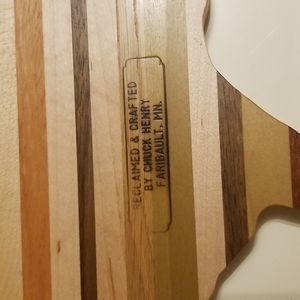 RECLAIMED & CRAFTED
BY CHUCK HENRY
FARIBAULT, MN.